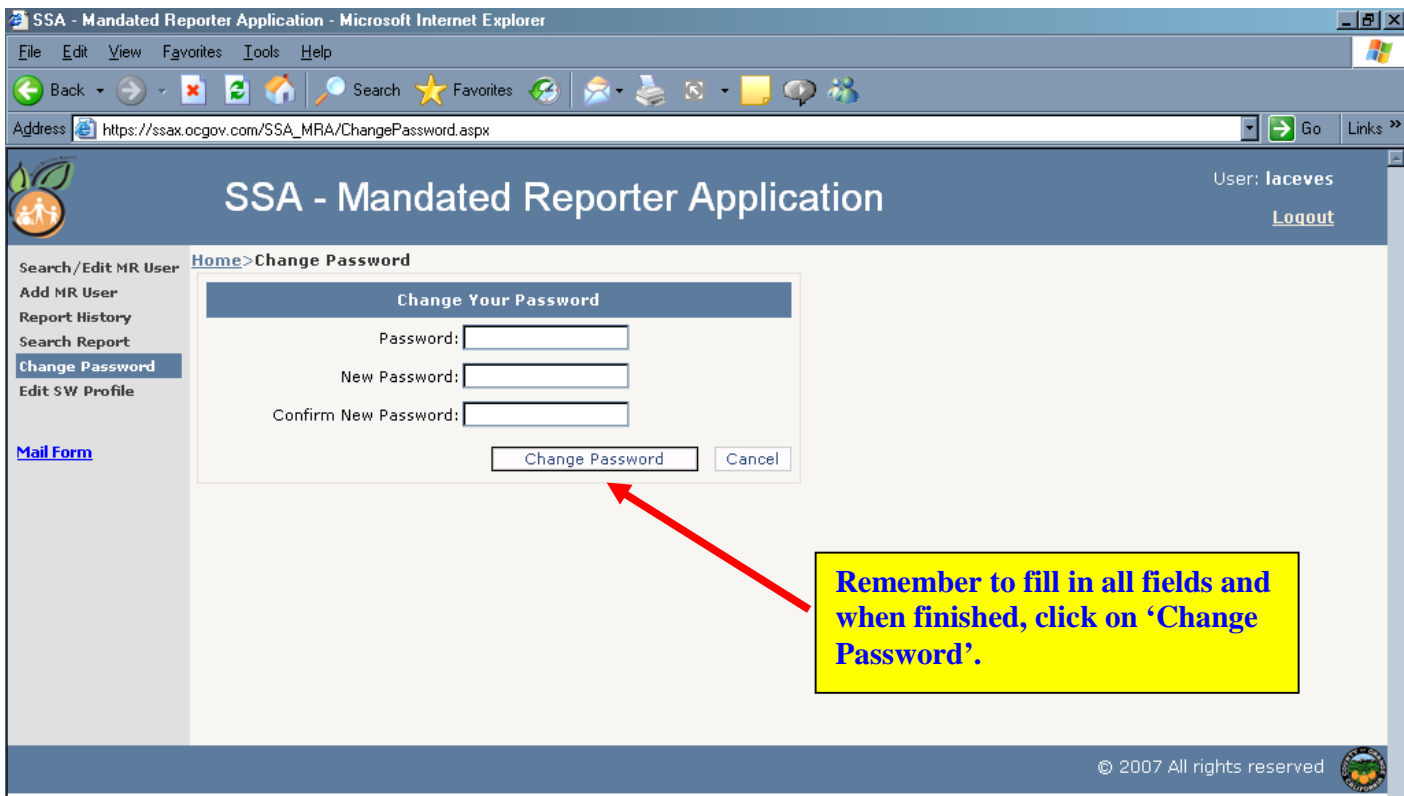 SSA - Mandated Reporter Application - Microsoft Internet Explorer
File Edit View Favorites Tools Help
Back Search Favorites
Address https://ssax.ocgov.com/SSA_MRA/ChangePassword.aspx Go Links »
SSA - Mandated Reporter Application
User: laceves
Logout
Search/Edit MR User
Add MR User
Report History
Search Report
Change Password
Edit SW Profile
Mail Form
Home>Change Password
Change Your Password
Password:
New Password:
Confirm New Password:
Change Password Cancel
Remember to fill in all fields and
when finished, click on ‘Change
Password’.
© 2007 All rights reserved